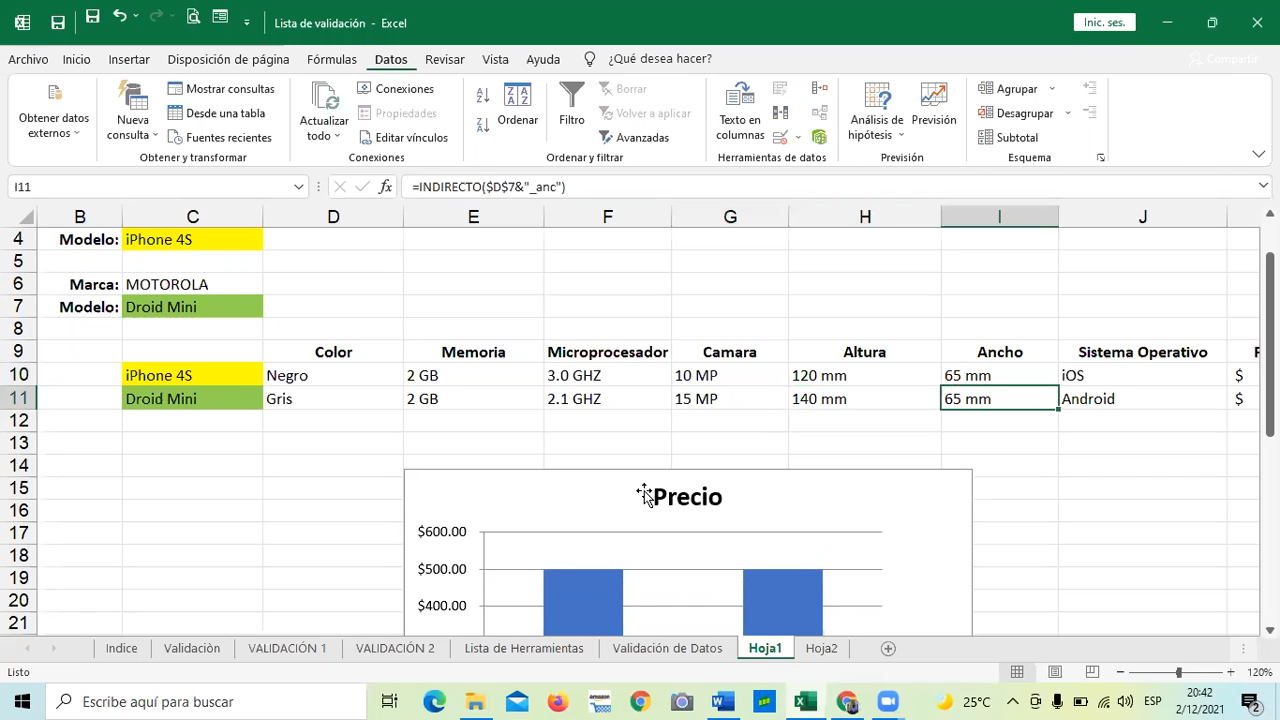 Lista de validación - Excel
Inic. ses.
Archivo Inicio Insertar Disposición de página Fórmulas Datos Revisar Vista Ayuda ¿Qué desea hacer? Compartir
Obtener datos externos
Nueva consulta
Mostrar consultas
Desde una tabla
Fuentes recientes
Obtener y transformar
Actualizar todo
Conexiones
Propiedades
Editar vínculos
Conexiones
Ordenar
Filtro
Borrar
Volver a aplicar
Avanzadas
Ordenar y filtrar
Texto en columnas
Herramientas de datos
Análisis de hipótesis
Previsión
Previsión
Agrupar
Desagrupar
Subtotal
Esquema
I11 fx =INDIRECTO($D$7&"_anc")
B C D E F G H I J
4 Modelo: iPhone 4S
5
6 Marca: MOTOROLA
7 Modelo: Droid Mini
8
9 Color Memoria Microprocesador Camara Altura Ancho Sistema Operativo
10 iPhone 4S Negro 2 GB 3.0 GHZ 10 MP 120 mm 65 mm iOS $
11 Droid Mini Gris 2 GB 2.1 GHZ 15 MP 140 mm 65 mm Android $
12
13
14
15 Precio
16
17 $600.00
18 $500.00
19
20 $400.00
21
Indice Validaciòn VALIDACIÓN 1 VALIDACIÓN 2 Lista de Herramientas Validación de Datos Hoja1 Hoja2
Listo 120%
Escribe aquí para buscar
25°C ESP 20:42
2/12/2021 2